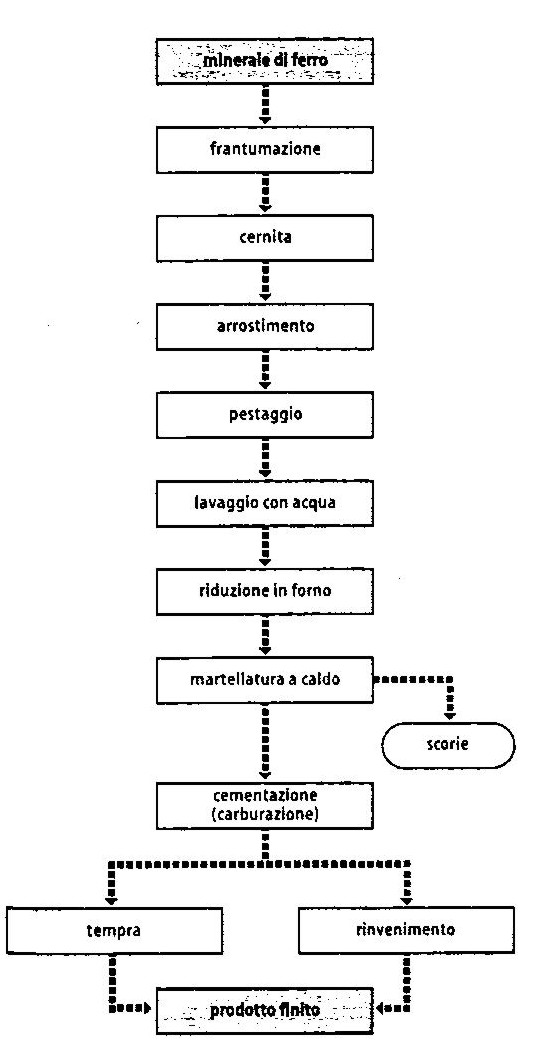 minerale di ferro
frantumazione
cernita
arrostimento
pestaggio
lavaggio con acqua
riduzione in forno
martellatura a caldo
scorie
cementazione
(carburazione)
tempra
rinvenimento
prodotto finito